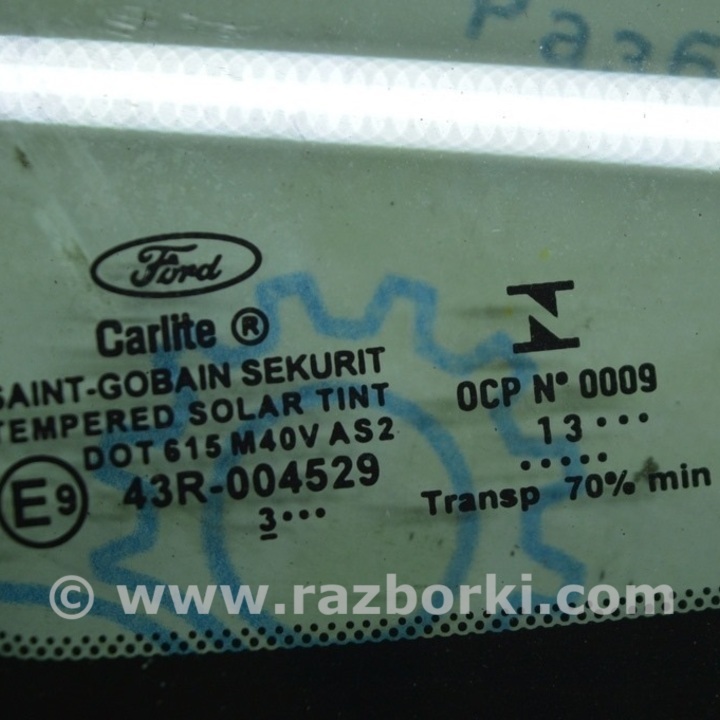 Ford
Carlite ®
SAINT-GOBAIN SEKURIT
TEMPERED SOLAR TINT
DOT 615 M40V AS2
E9 43R-004529
3•••
OCP N° 0009
13•••
•••••
Transp 70% min
© www.razborki.com